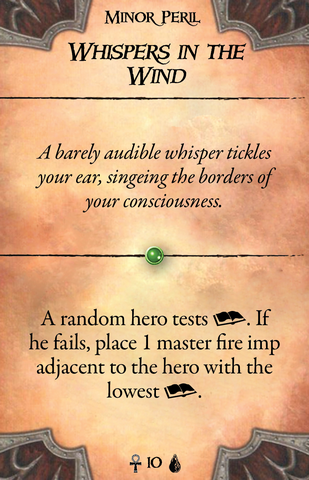 Minor Peril
Whispers in the
Wind
A barely audible whisper tickles
your ear, singeing the borders of
your consciousness.
A random hero tests . If
he fails, place 1 master fire imp
adjacent to the hero with the
lowest .
10